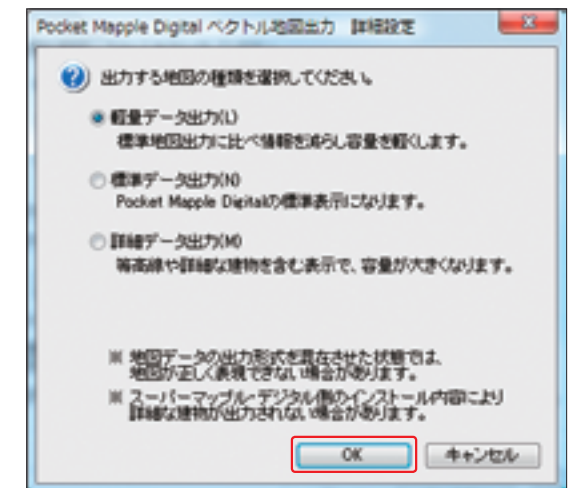 Pocket Mapple Digital ベクトル地図出力 詳細設定
出力する地図の種類を選択してください。
軽量データ出力(L)
標準地図出力に比べ情報を減らし容量を軽くします。
標準データ出力(N)
Pocket Mapple Digitalの標準表示になります。
詳細データ出力(M)
等高線や詳細な建物を含む表示で、容量が大きくなります。
※ 地図データの出力形式を混在させた状態では、
地図が正しく表現できない場合があります。
※ スーパーマップル・デジタル側のインストール内容により
詳細な建物が出力されない場合があります。
OK
キャンセル